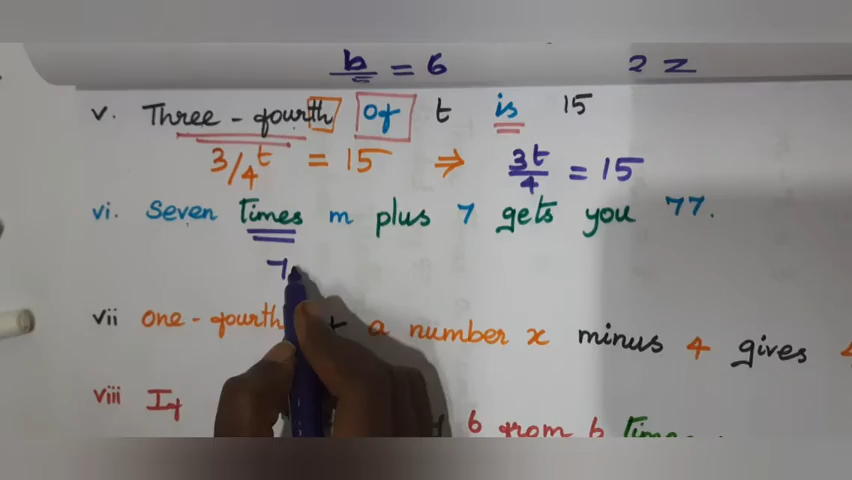 b = 6 2 z
v. Three-fourth of t is 15
3/4 t = 15 ⇒ 3t/4 = 15
vi. Seven times m plus 7 gets you 77.
7
vii one-fourth a number x minus 4 gives
viii If 6 from 6 times